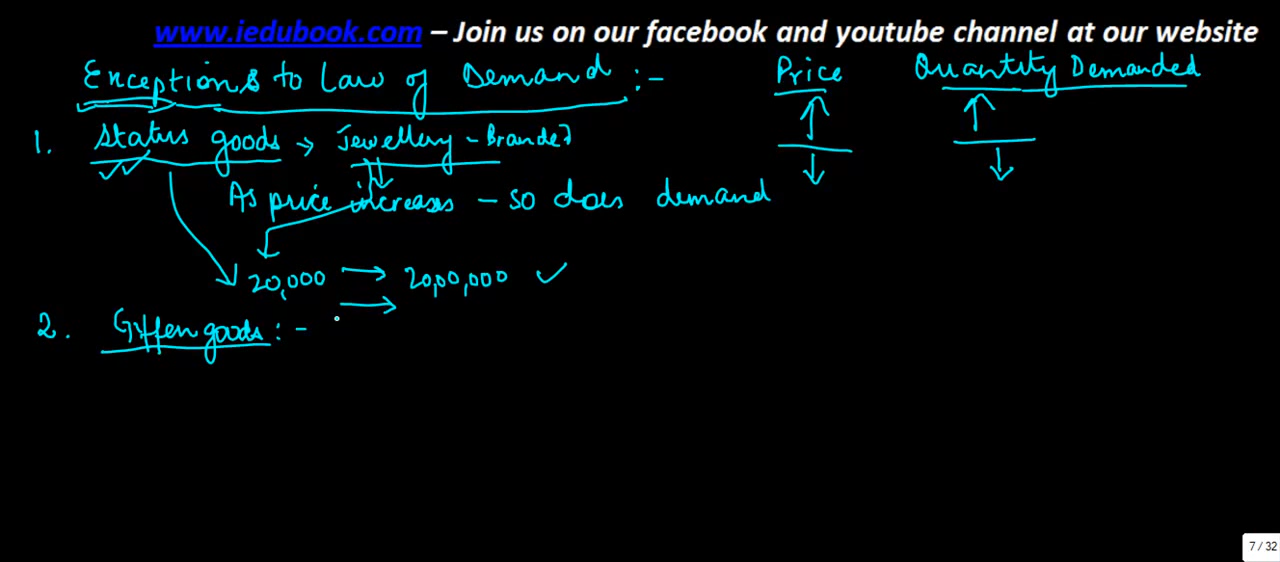 www.iedubook.com – Join us on our facebook and youtube channel at our website
Exceptions to Law of Demand :-
Price Quantity Demanded
1. Status goods → Jewellery - Branded
↑ ↑
↓ ↓
As price increases - so does demand
20,000 → 20,00,000 ✓
2. Giffen goods :-
7 / 32